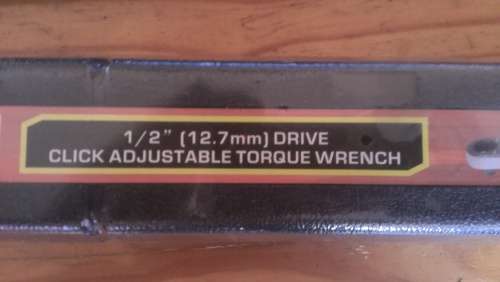 1/2" (12.7mm) DRIVE
CLICK ADJUSTABLE TORQUE WRENCH